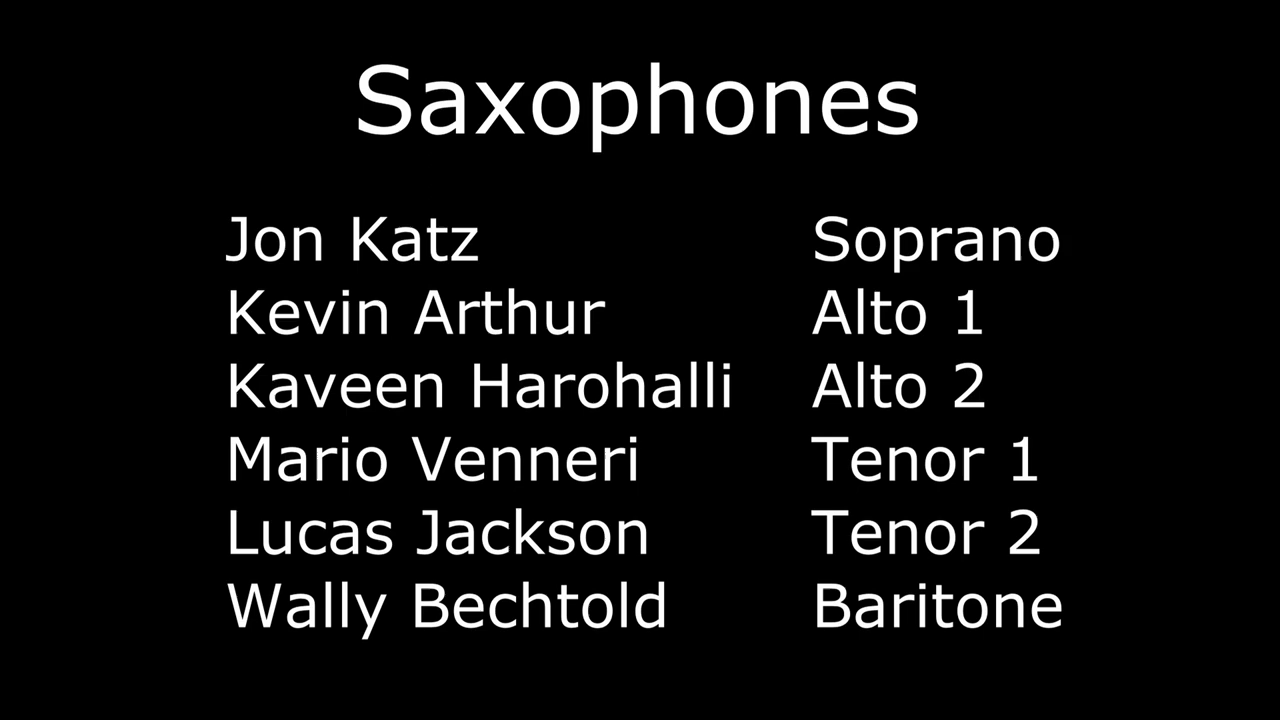 Saxophones
Jon Katz Soprano
Kevin Arthur Alto 1
Kaveen Harohalli Alto 2
Mario Venneri Tenor 1
Lucas Jackson Tenor 2
Wally Bechtold Baritone